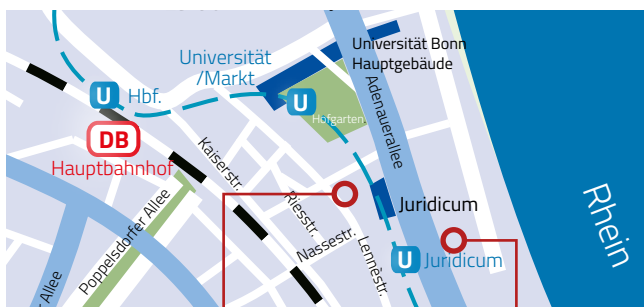 Universität Bonn
Hauptgebäude
Universität
/Markt
U Hbf.
U
Hofgarten
Adenauerallee
DB
Hauptbahnhof
Kaiserstr.
Poppelsdorfer Allee
Riesstr.
Nassestr.
Lennèstr.
Juridicum
U Juridicum
Rhein
Allee